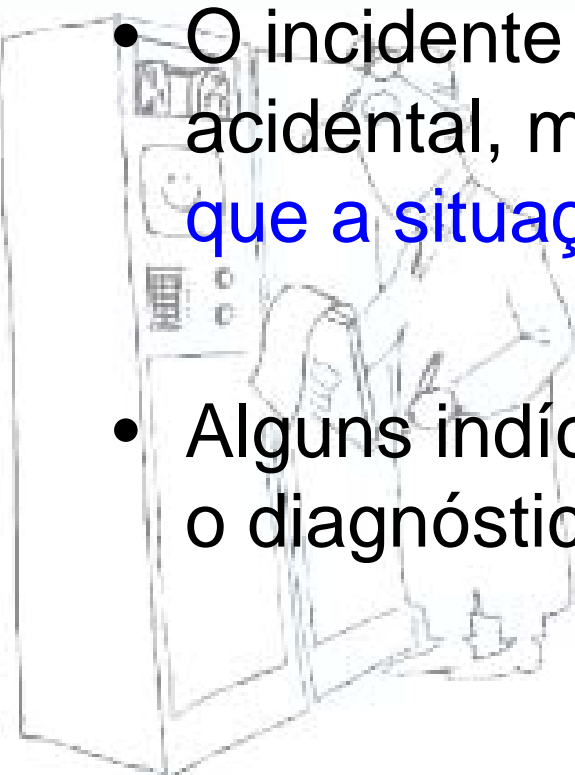 • O incidente
acidental, m
que a situaç
• Alguns indíc
o diagnóstic